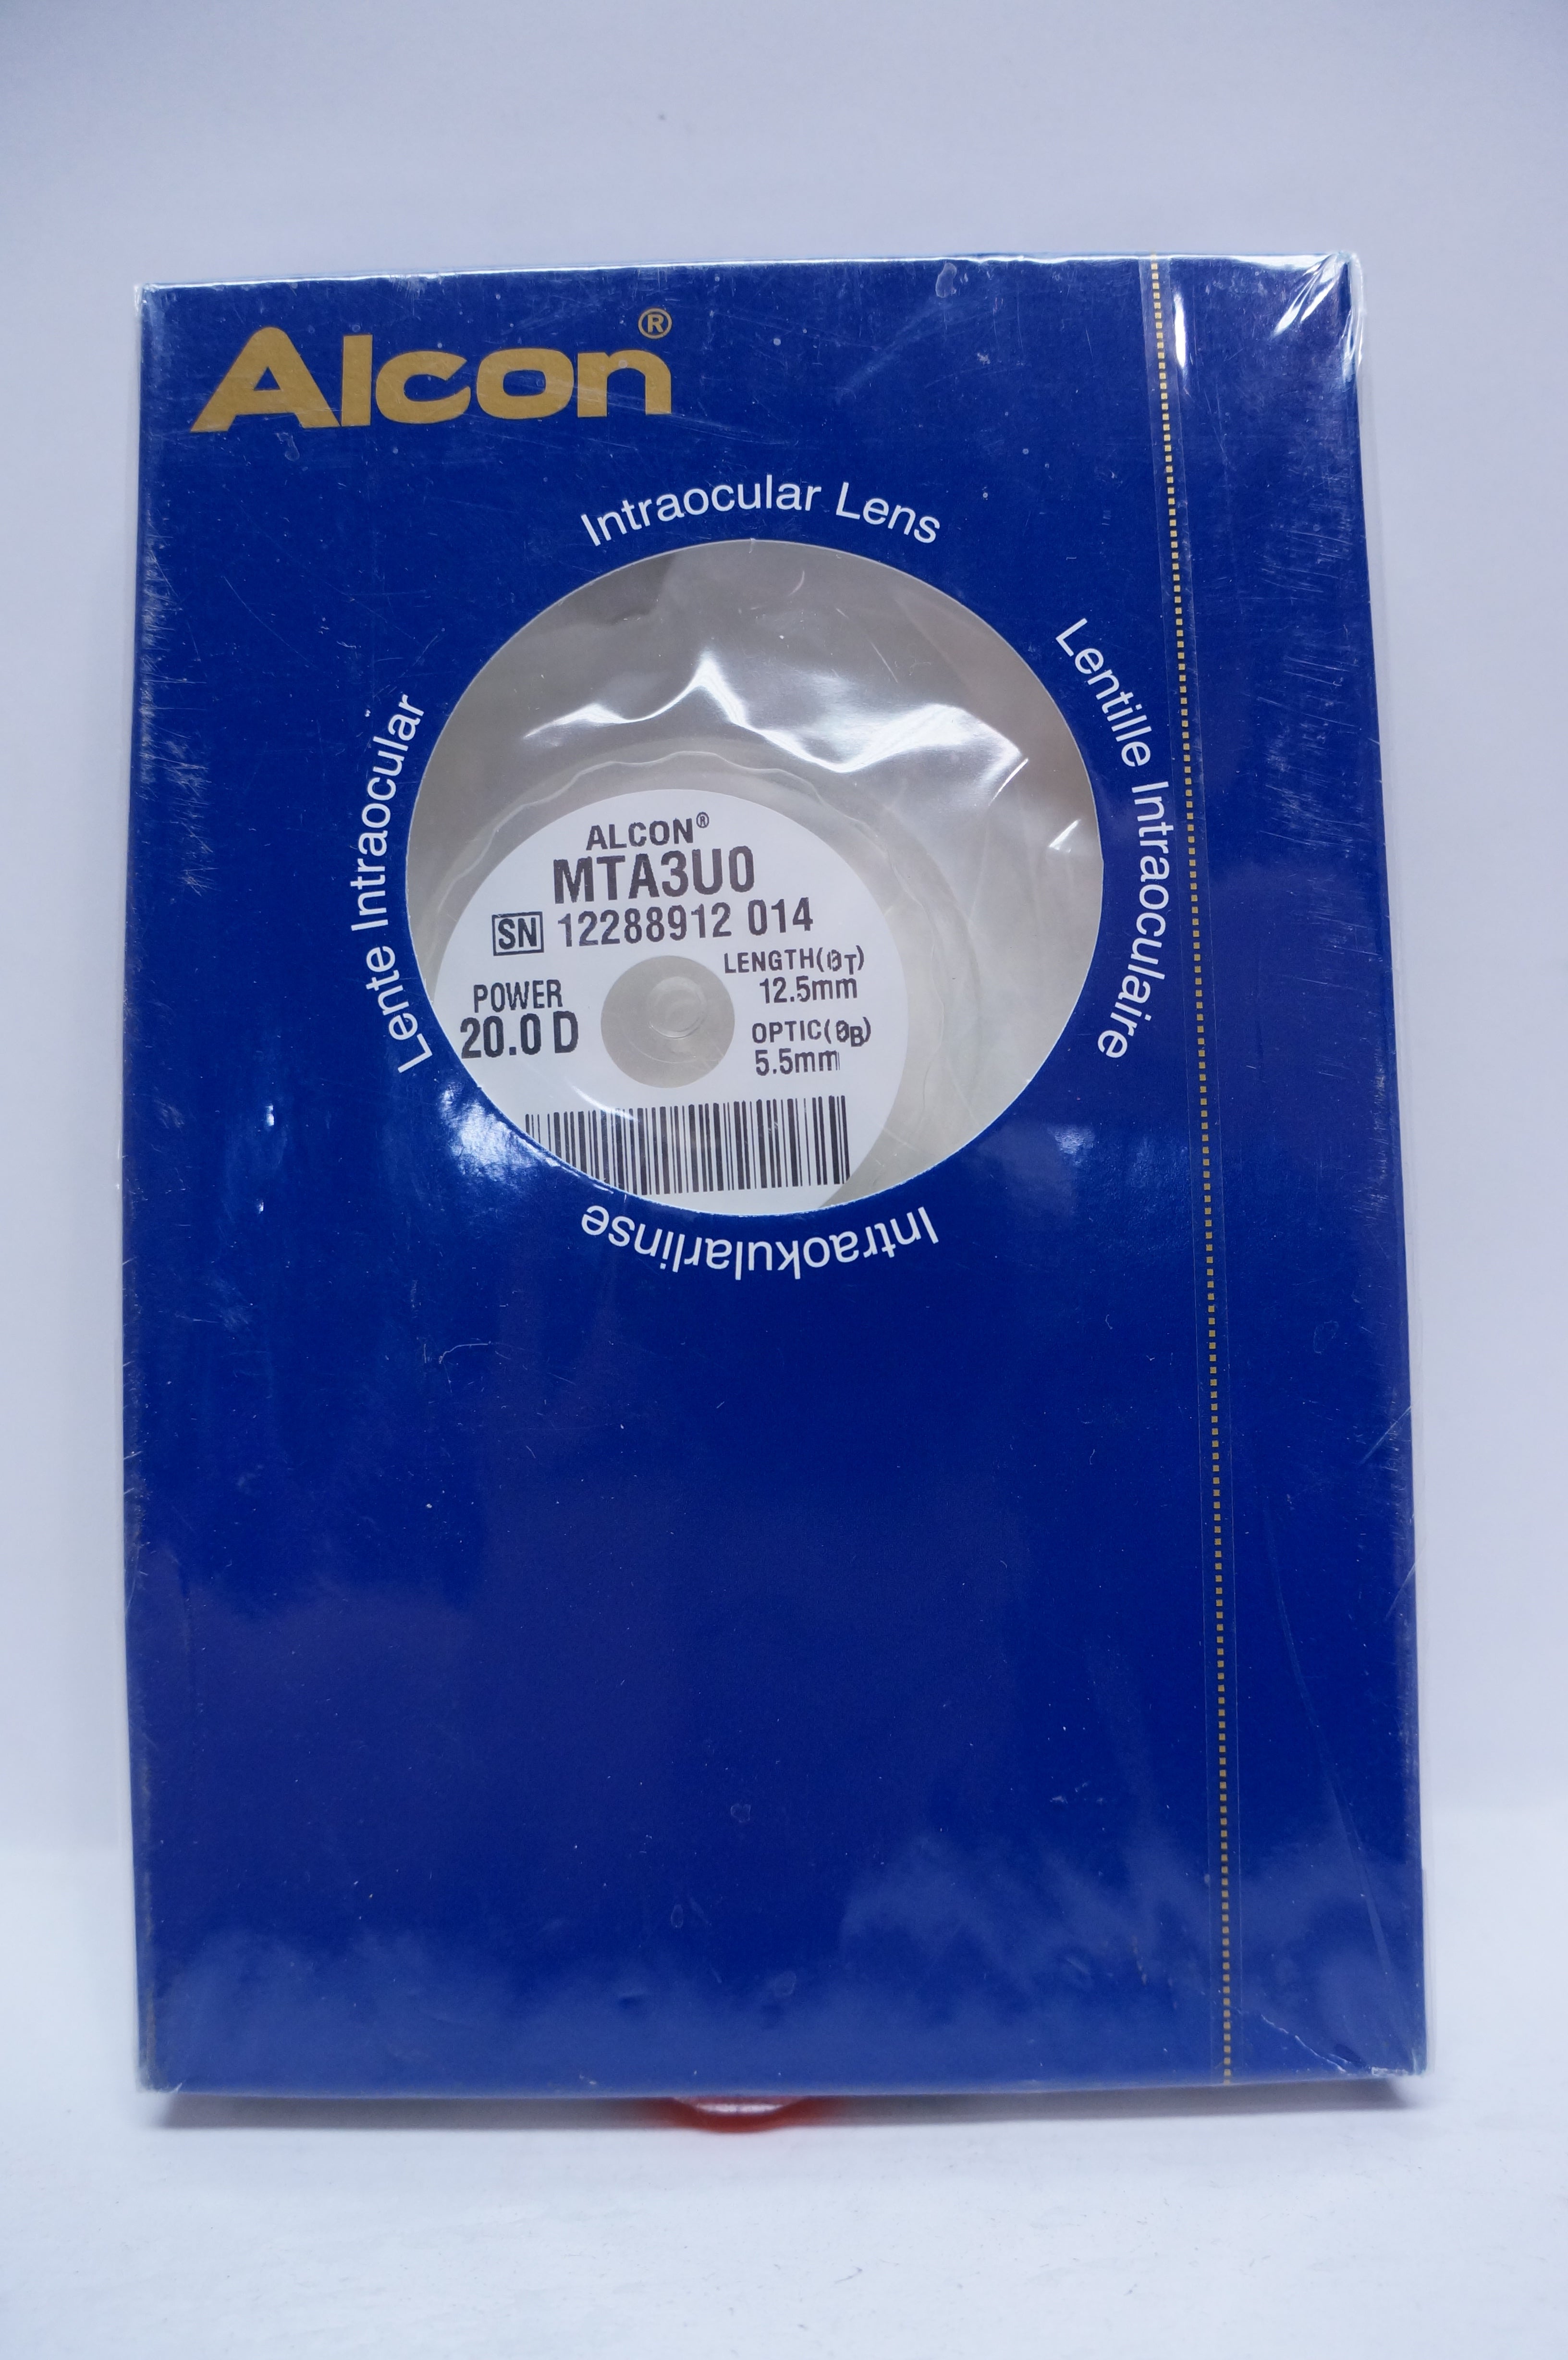 Alcon®
Intraocular Lens
Lentille Intraoculaire
Lente Intraocular
ALCON®
MTA3U0
SN 12288912 014
LENGTH(ØT)
12.5mm
POWER
20.0 D
OPTIC(ØB)
5.5mm
Intraokularlinse